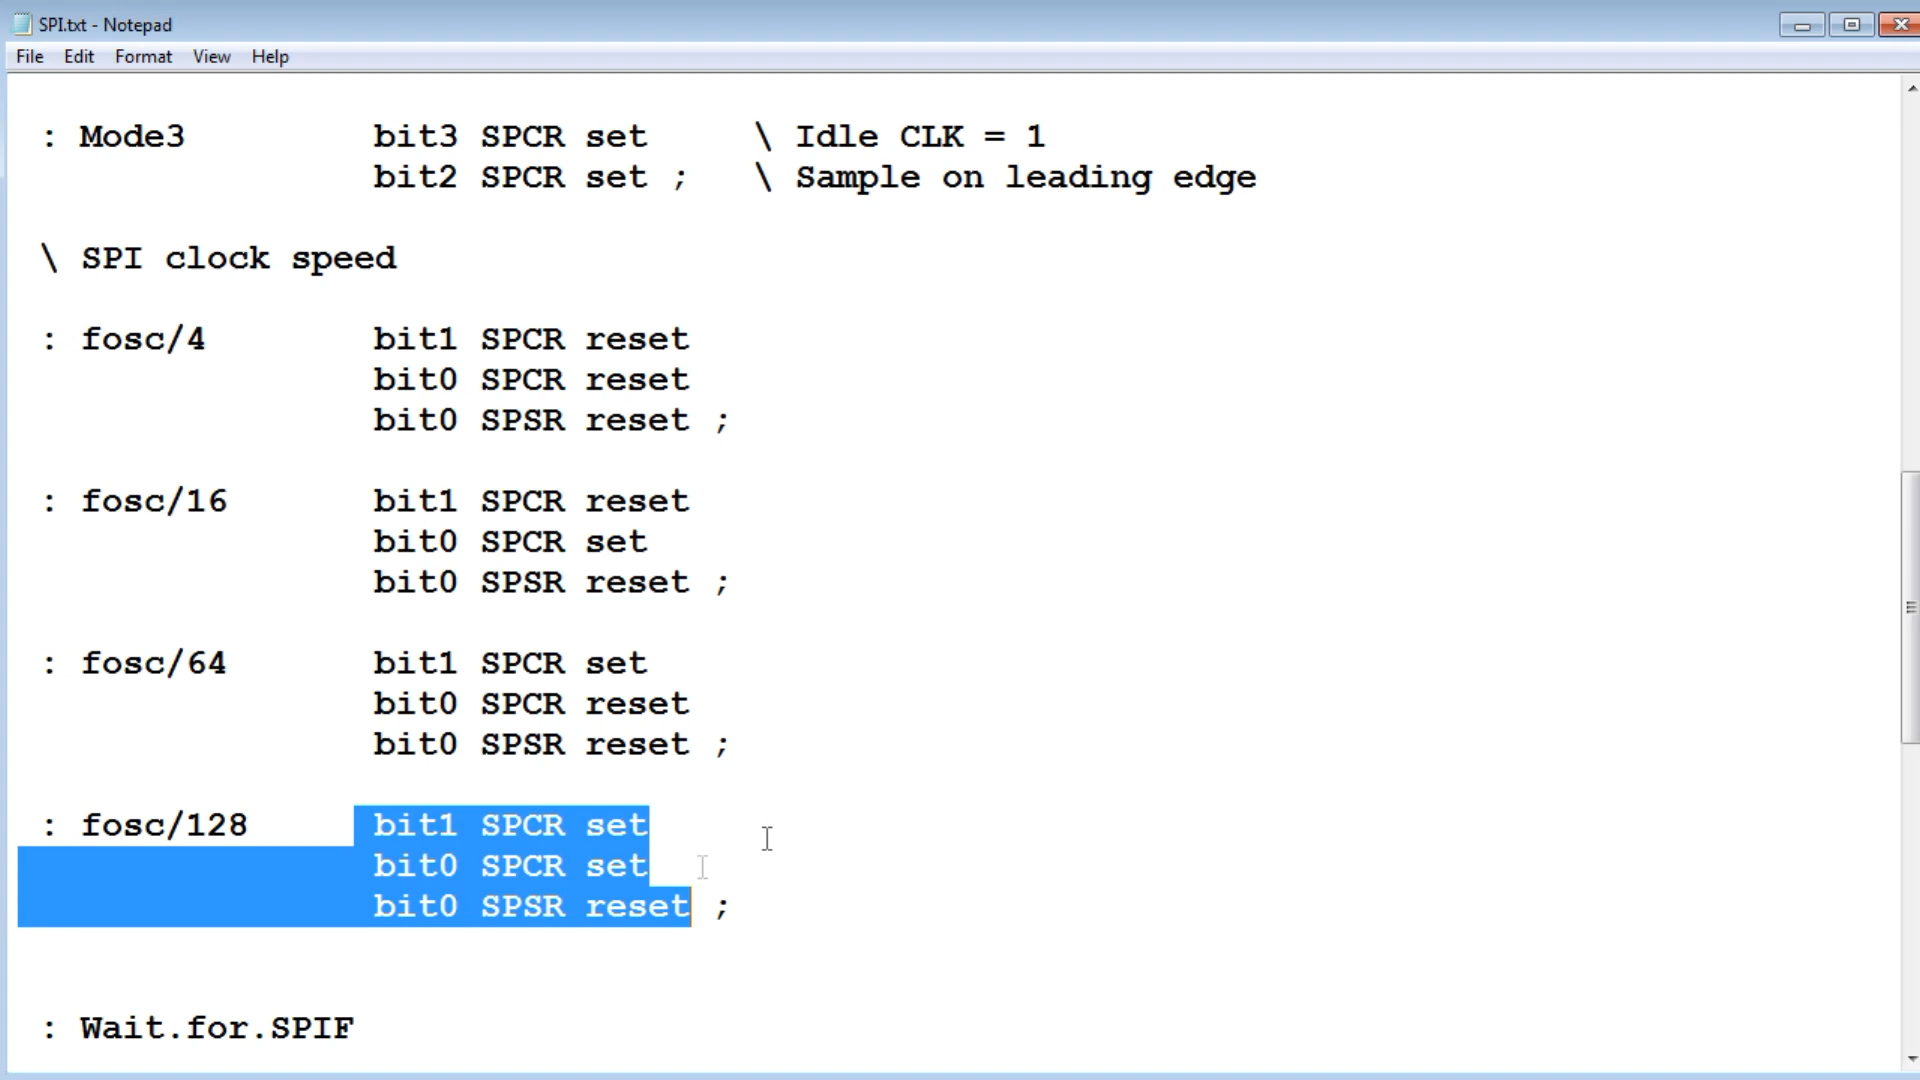 SPI.txt - Notepad
File Edit Format View Help
: Mode3 bit3 SPCR set \ Idle CLK = 1
bit2 SPCR set ; \ Sample on leading edge
\ SPI clock speed
: fosc/4 bit1 SPCR reset
bit0 SPCR reset
bit0 SPSR reset ;
: fosc/16 bit1 SPCR reset
bit0 SPCR set
bit0 SPSR reset ;
: fosc/64 bit1 SPCR set
bit0 SPCR reset
bit0 SPSR reset ;
: fosc/128 bit1 SPCR set
bit0 SPCR set
bit0 SPSR reset ;
: Wait.for.SPIF